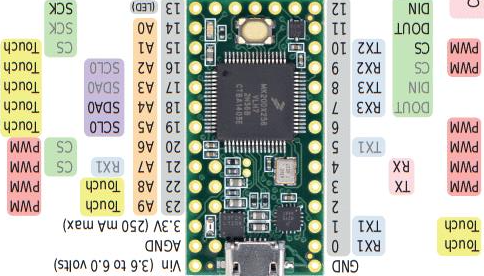 GND Vin (3.6 to 6.0 volts)
Touch RX1 0 AGND
Touch TX1 1 3.3V (250 mA max)
2 23 A9 Touch PWM
PWM TX 3 22 A8 Touch PWM
PWM RX 4 21 A7 RX1 CS PWM
PWM TX1 5 20 A6 CS PWM
PWM 6 19 A5 SCL0 Touch
DOUT RX3 7 18 A4 SDA0 Touch
DIN TX3 8 17 A3 SDA0 Touch
PWM CS RX2 9 16 A2 SCL0 Touch
PWM CS TX2 10 15 A1 CS Touch
DOUT 11 14 A0 SCK
DIN 12 13 (LED) SCK